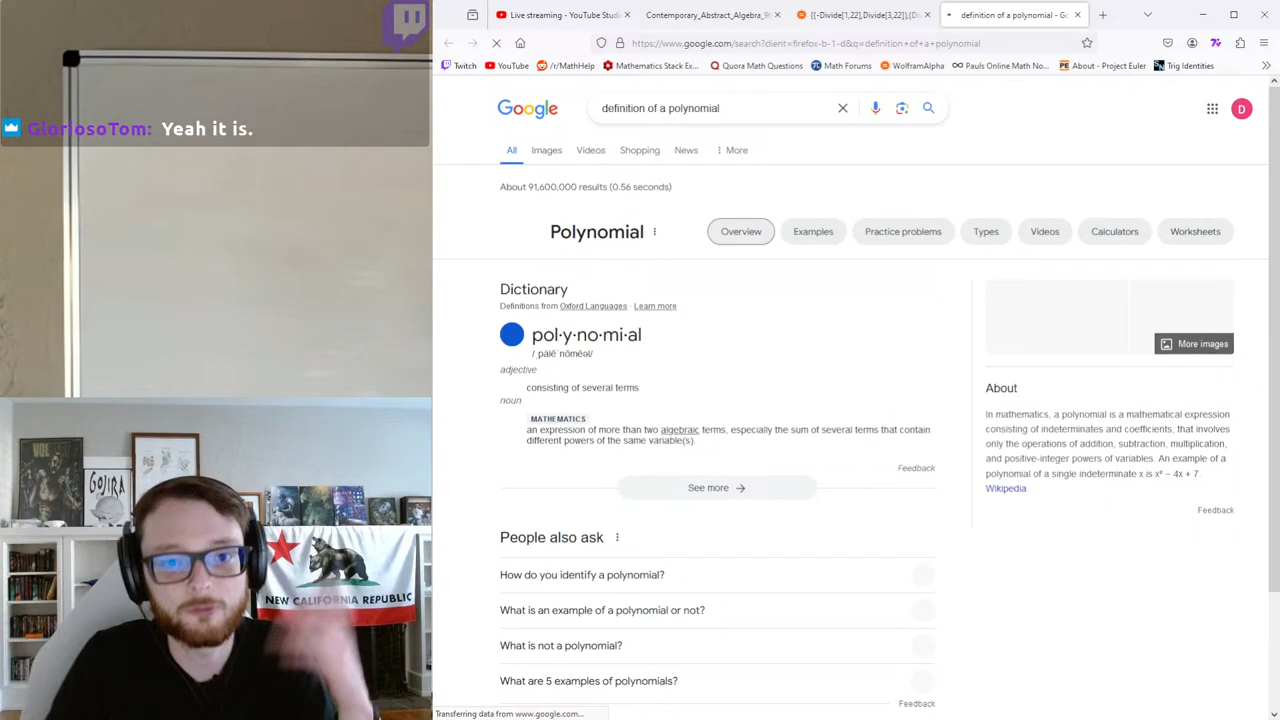 GloriosoTom: Yeah it is.
VOLBEAT
GOJIRA
NEW CALIFORNIA REPUBLIC
Live streaming - YouTube Studio
Contemporary_Abstract_Algebra_9t
{{-Divide[1,22],Divide[3,22]},{Di
definition of a polynomial - Go
https://www.google.com/search?client=firefox-b-1-d&q=definition+of+a+polynomial
Twitch
YouTube
/r/MathHelp
Mathematics Stack Ex...
Quora Math Questions
Math Forums
WolframAlpha
Pauls Online Math No...
About - Project Euler
Trig Identities
Google
definition of a polynomial
D
All
Images
Videos
Shopping
News
More
About 91,600,000 results (0.56 seconds)
Polynomial
Overview
Examples
Practice problems
Types
Videos
Calculators
Worksheets
Dictionary
Definitions from Oxford Languages · Learn more
pol·y·no·mi·al
/ˌpäləˈnōmēəl/
adjective
consisting of several terms.
noun
MATHEMATICS
an expression of more than two algebraic terms, especially the sum of several terms that contain
different powers of the same variable(s).
Feedback
See more
People also ask
How do you identify a polynomial?
What is an example of a polynomial or not?
What is not a polynomial?
What are 5 examples of polynomials?
Feedback
More images
About
In mathematics, a polynomial is a mathematical expression
consisting of indeterminates and coefficients, that involves
only the operations of addition, subtraction, multiplication,
and positive-integer powers of variables. An example of a
polynomial of a single indeterminate x is x² − 4x + 7.
Wikipedia
Feedback
Transferring data from www.google.com...